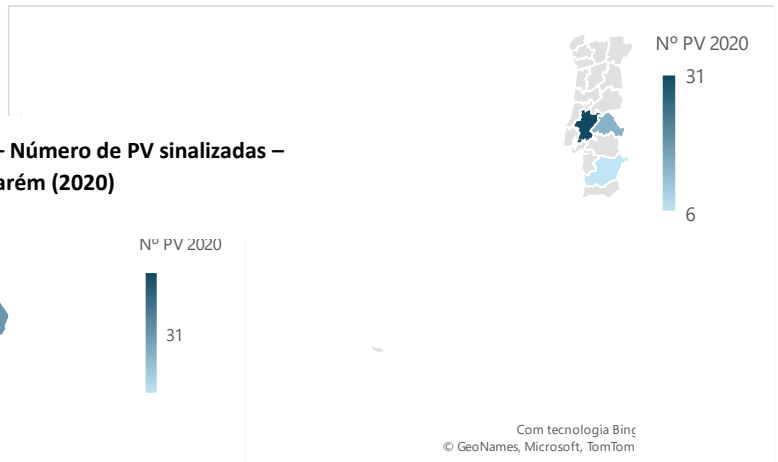 Nº PV 2020
31
6
– Número de PV sinalizadas –
arém (2020)
Nº PV 2020
31
Com tecnologia Bing
© GeoNames, Microsoft, TomTom